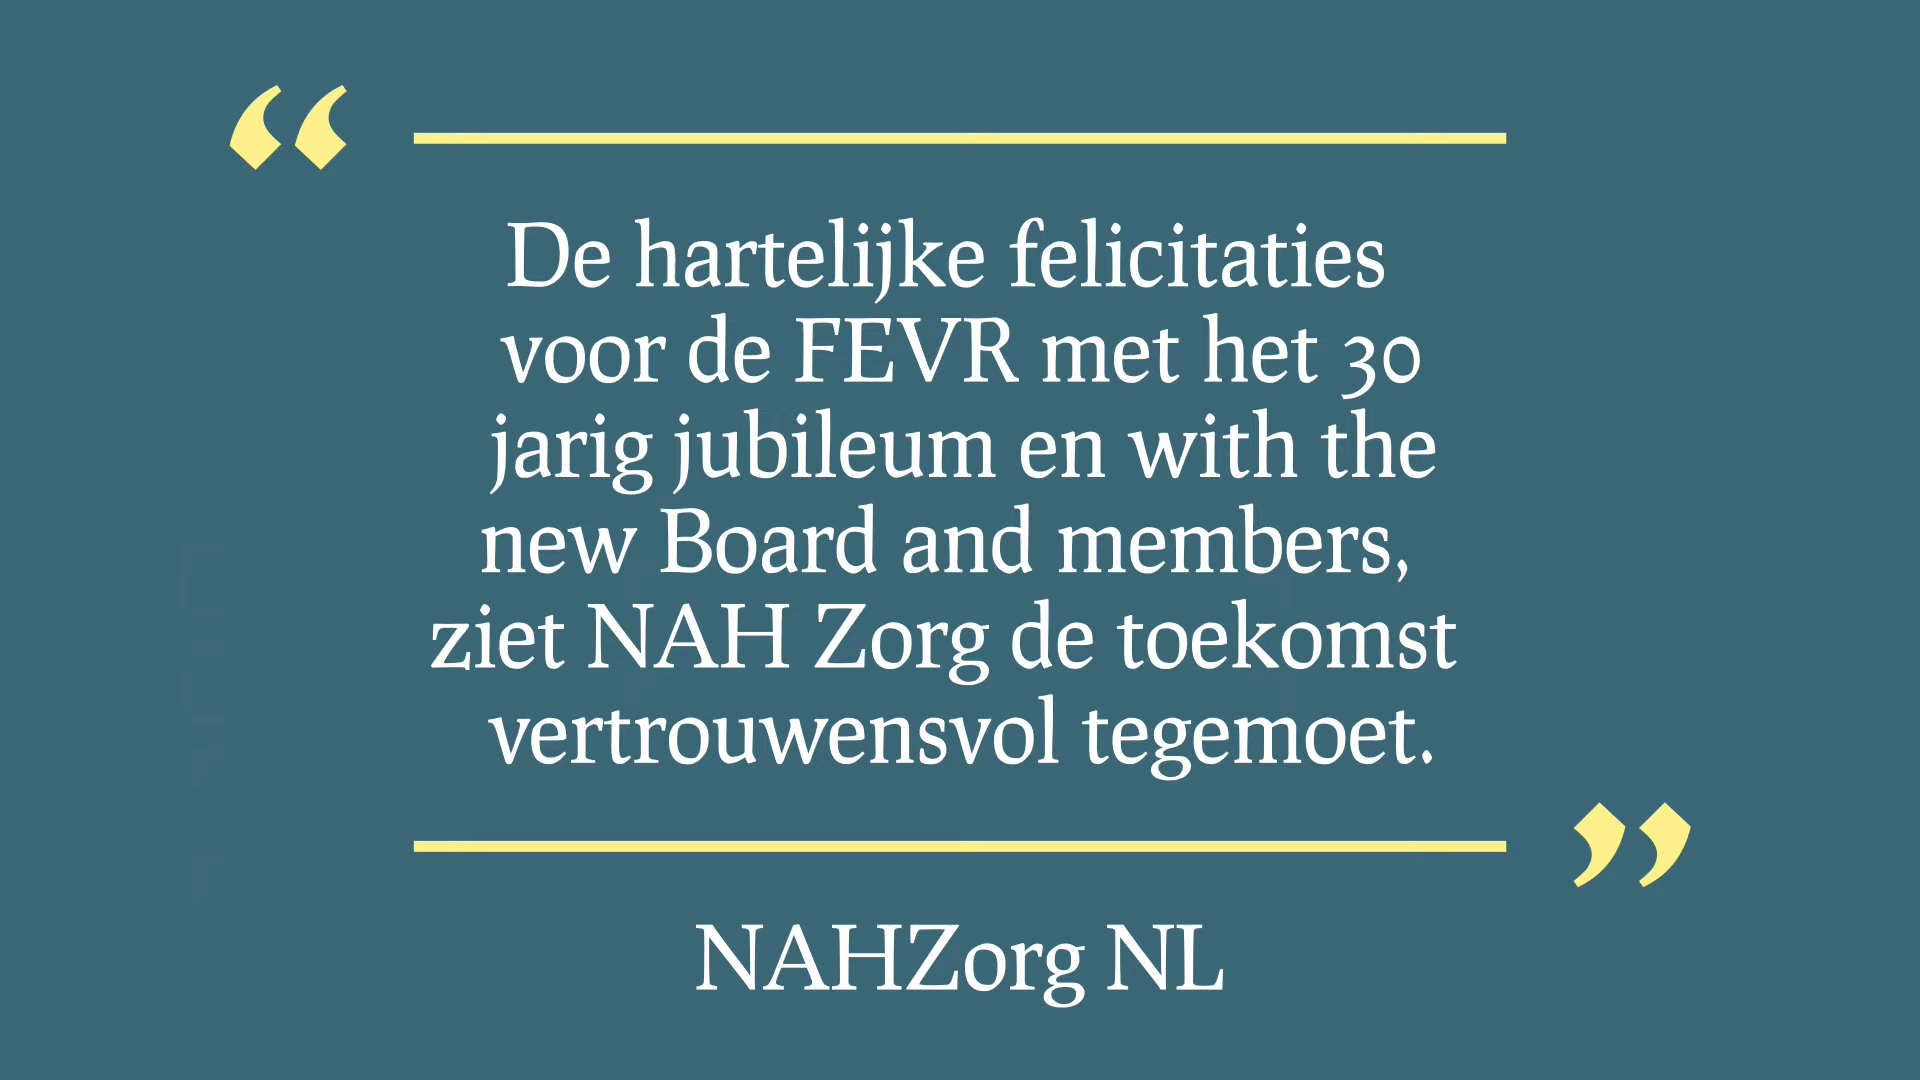 “
De hartelijke felicitaties
voor de FEVR met het 30
jarig jubileum en with the
new Board and members,
ziet NAH Zorg de toekomst
vertrouwensvol tegemoet.
”
NAHZorg NL